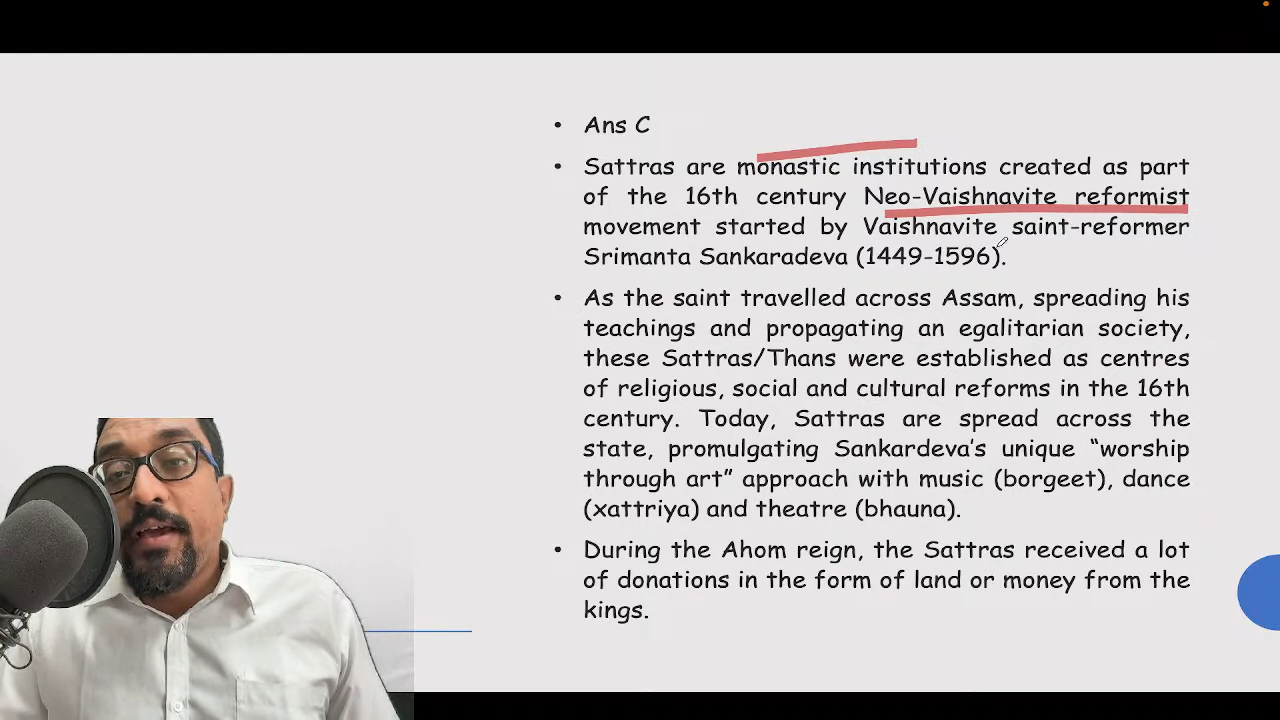 • Ans C
• Sattras are monastic institutions created as part
of the 16th century Neo-Vaishnavite reformist
movement started by Vaishnavite saint-reformer
Srimanta Sankaradeva (1449-1596).
• As the saint travelled across Assam, spreading his
teachings and propagating an egalitarian society,
these Sattras/Thans were established as centres
of religious, social and cultural reforms in the 16th
century. Today, Sattras are spread across the
state, promulgating Sankardeva's unique “worship
through art” approach with music (borgeet), dance
(xattriya) and theatre (bhauna).
• During the Ahom reign, the Sattras received a lot
of donations in the form of land or money from the
kings.